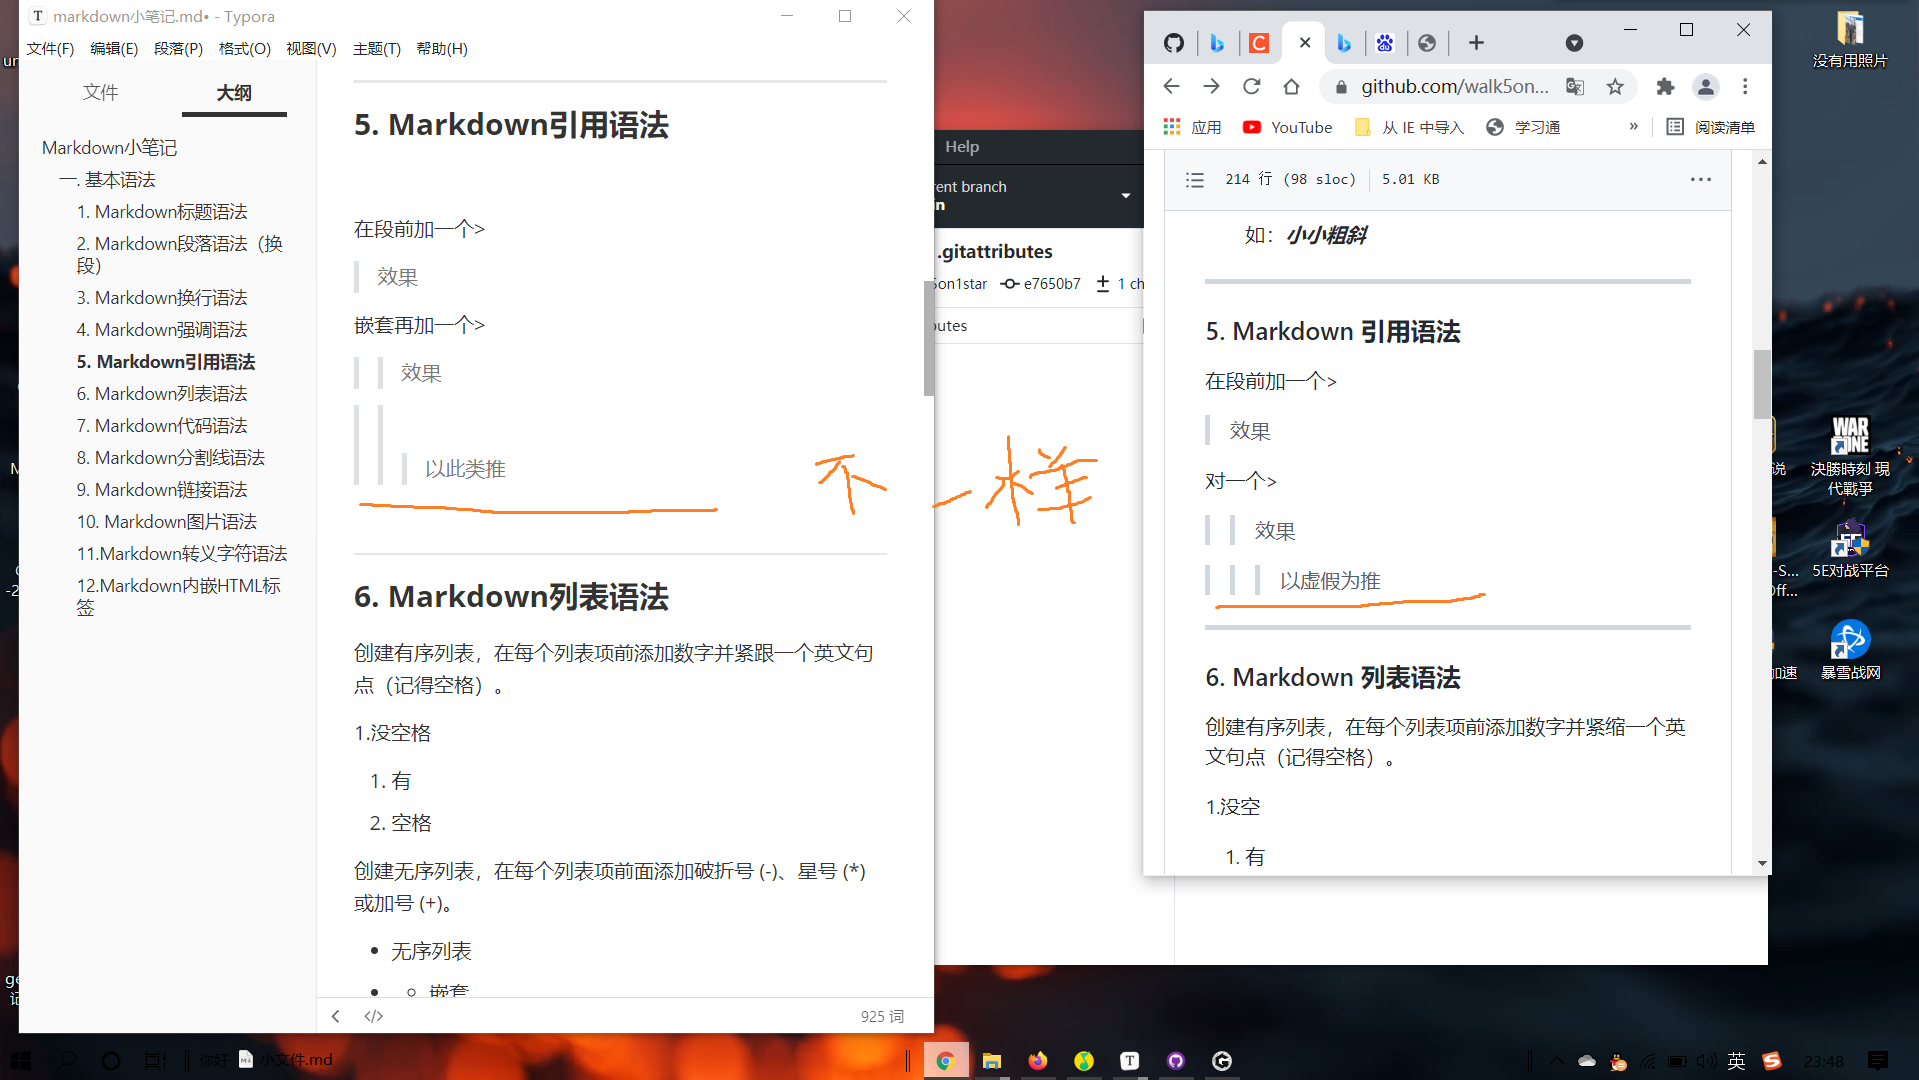 markdown小笔记.md• - Typora
文件(F) 编辑(E) 段落(P) 格式(O) 视图(V) 主题(T) 帮助(H)
文件 大纲
Markdown小笔记
一. 基本语法
1. Markdown标题语法
2. Markdown段落语法（换
段）
3. Markdown换行语法
4. Markdown强调语法
5. Markdown引用语法
6. Markdown列表语法
7. Markdown代码语法
8. Markdown分割线语法
9. Markdown链接语法
10. Markdown图片语法
11.Markdown转义字符语法
12.Markdown内嵌HTML标
签
5. Markdown引用语法
在段前加一个>
效果
嵌套再加一个>
效果
以此类推
不一样
6. Markdown列表语法
创建有序列表，在每个列表项前添加数字并紧跟一个英文句
点（记得空格）。
1.没空格
1. 有
2. 空格
创建无序列表，在每个列表项前面添加破折号 (-)、星号 (*)
或加号 (+)。
• 无序列表
• ○ 嵌套
925 词
Help
rent branch
in
.gitattributes
on1star e7650b7 1 ch
butes
github.com/walk5on...
应用 YouTube 从 IE 中导入 学习通 » 阅读清单
214 行 (98 sloc) 5.01 KB
如：小小粗斜
5. Markdown 引用语法
在段前加一个>
效果
对一个>
效果
以虚假为推
6. Markdown 列表语法
创建有序列表，在每个列表项前添加数字并紧缩一个英
文句点（记得空格）。
1.没空
1. 有
没有用照片
WAR
ZONE
决勝時刻 現
代戰爭
5E对战平台
暴雪战网
加速
你好 小文件.md
英
23:48